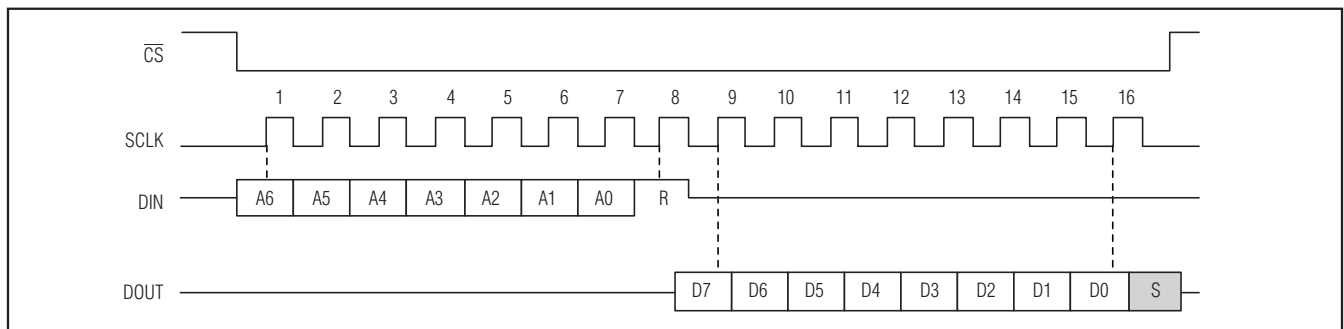 CS
1 2 3 4 5 6 7 8 9 10 11 12 13 14 15 16
SCLK
DIN A6 A5 A4 A3 A2 A1 A0 R
DOUT D7 D6 D5 D4 D3 D2 D1 D0 S